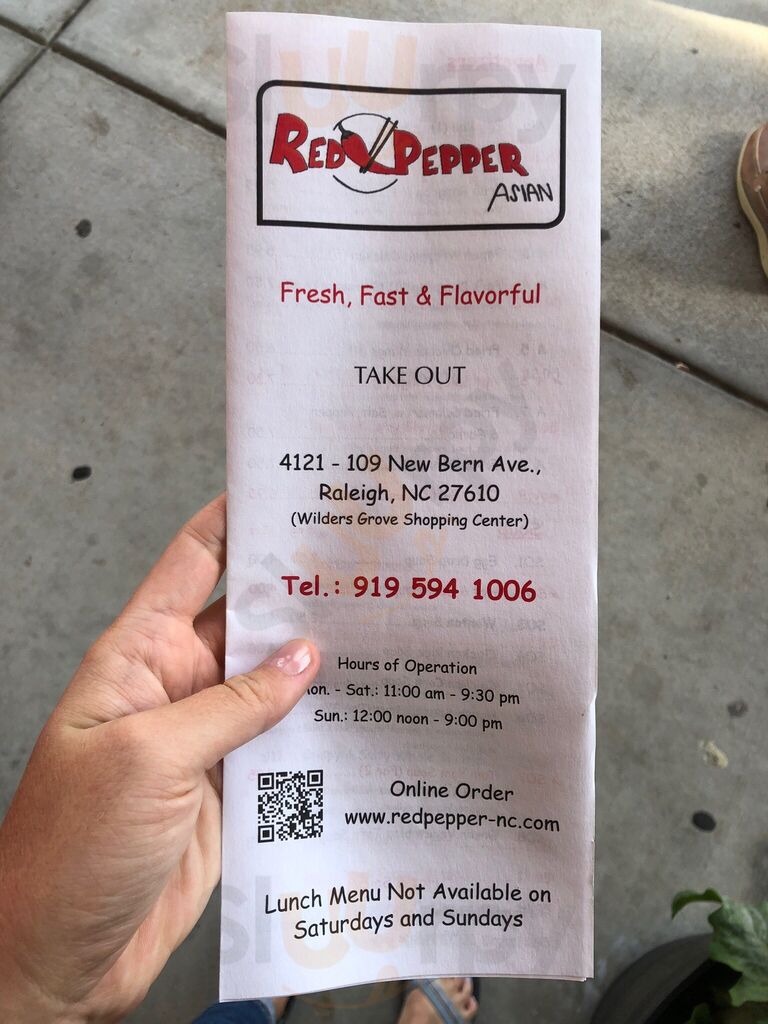 RED PEPPER
ASIAN
Fresh, Fast & Flavorful
TAKE OUT
4121 - 109 New Bern Ave.,
Raleigh, NC 27610
(Wilders Grove Shopping Center)
Tel.: 919 594 1006
Hours of Operation
on. - Sat.: 11:00 am - 9:30 pm
Sun.: 12:00 noon - 9:00 pm
Online Order
www.redpepper-nc.com
Lunch Menu Not Available on
Saturdays and Sundays
sluurpy